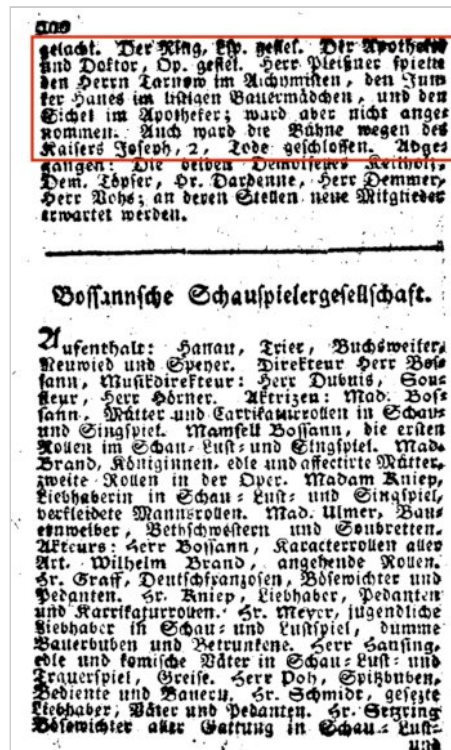 200
gelacht. Der Ring, Lsp. gefiel. Der Apotheker
und Doktor, Op. gefiel. Herr Pleißner spielte
den Herrn Tarnow im Alchymisten, den Jun-
ker Hanes im listigen Bauermädchen, und den
Sichel im Apotheker; ward aber nicht ange-
nommen. Auch ward die Bühne wegen des
Kaisers Joseph, 2, Tode geschlossen. Abge-
gangen: Die beiden Demoiselles Keilholz,
Dem. Töpfer, Hr. Dardenne, Herr Demmer,
Herr Vohs; an deren Stellen neue Mitglieder
erwartet werden.
Bossannsche Schauspielergesellschaft.
Aufenthalt: Hanau, Trier, Buchsweiler,
Neuwied und Speyer. Direkteur Herr Bos-
sann, Musikdirekteur: Herr Dubuis, Sou-
fleur, Herr Hörner. Aktrizen: Mad. Bos-
sann, Mütter und Carrikaturrollen in Schau-
und Singspiel. Mamsell Bossann, die ersten
Rollen im Schau- Lust- und Singspiel. Mad.
Brand, Königinnen, edle und affectirte Mütter,
zweite Rollen in der Oper. Madam Kniep,
Liebhaberin in Schau- Lust- und Singspiel,
verkleidete Mannsrollen. Mad. Ulmer, Bau-
ernweiber, Bethschwestern und Soubretten.
Akteurs: Herr Bossann, Karacterrollen aller
Art. Wilhelm Brand, angehende Rollen.
Hr. Graff, Deutschfranzosen, Bösewichter und
Pedanten. Hr. Kniep, Liebhaber, Pedanten
und Karrikaturrollen. Hr. Meyer, jugendliche
Liebhaber in Schau- und Lustspiel, dumme
Bauerbuben und Betrunkene. Herr Hansing,
edle und komische Väter in Schau- Lust- und
Trauerspiel, Greise. Herr Poh, Spitzbuben,
Bediente und Bauern. Hr. Schmidt, gesezte
Liebhaber, Väter und Pedanten. Hr. Setzring
Bösewichter aller Gattung in Schau- Lust-
und